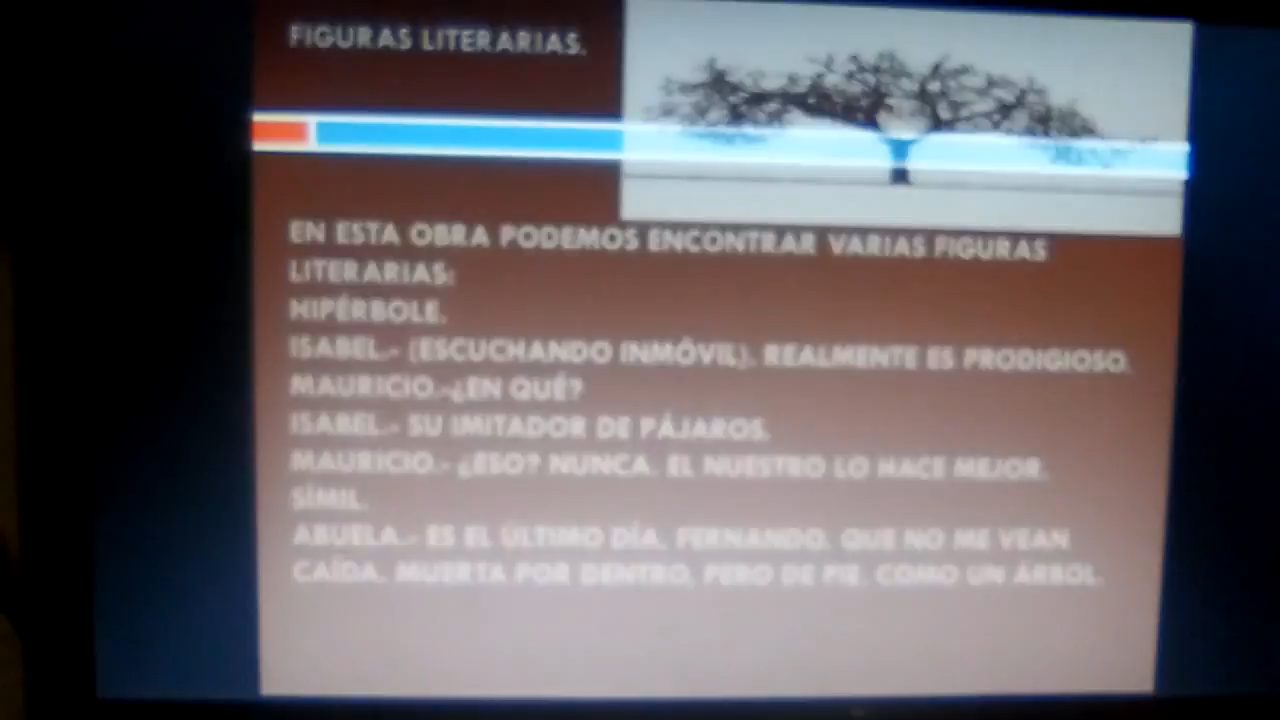 FIGURAS LITERARIAS.
EN ESTA OBRA PODEMOS ENCONTRAR VARIAS FIGURAS
LITERARIAS:
HIPÉRBOLE.
ISABEL.- (ESCUCHANDO INMÓVIL). REALMENTE ES PRODIGIOSO.
MAURICIO.-¿EN QUÉ?
ISABEL.- SU IMITADOR DE PÁJAROS.
MAURICIO.- ¿ESO? NUNCA. EL NUESTRO LO HACE MEJOR.
SÍMIL.
ABUELA.- ES EL ÚLTIMO DÍA, FERNANDO. QUE NO ME VEAN
CAÍDA. MUERTA POR DENTRO, PERO DE PIE. COMO UN ÁRBOL.